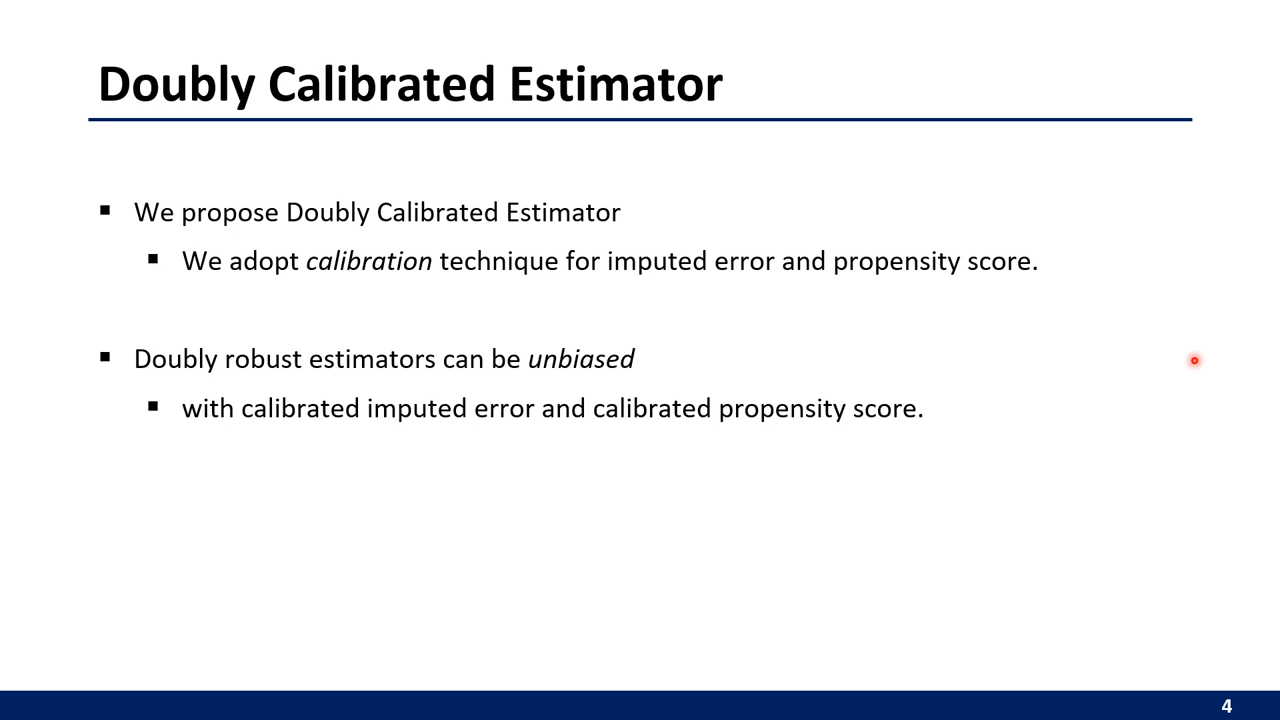 Doubly Calibrated Estimator
▪ We propose Doubly Calibrated Estimator
▪ We adopt calibration technique for imputed error and propensity score.
▪ Doubly robust estimators can be unbiased
▪ with calibrated imputed error and calibrated propensity score.
4